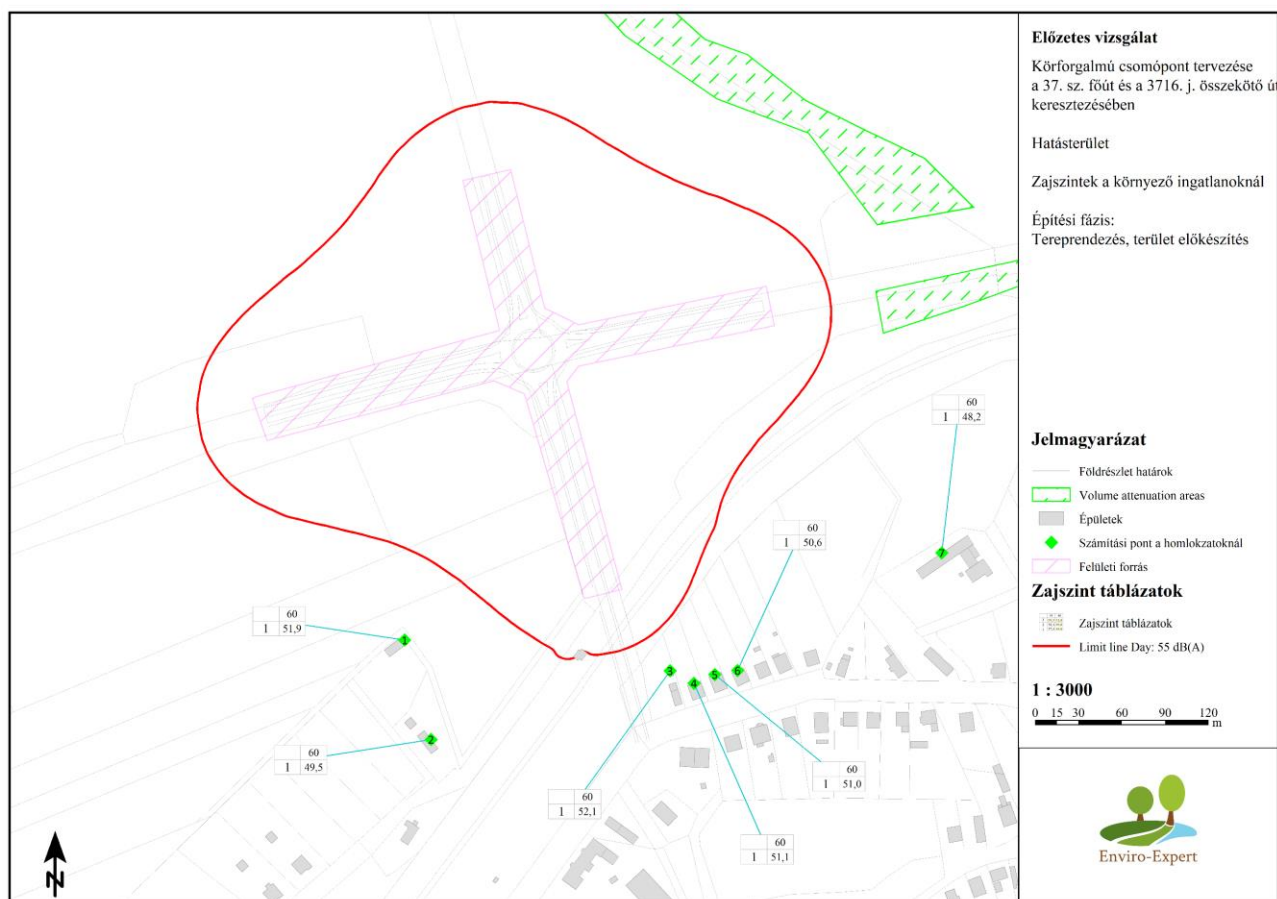 Előzetes vizsgálat
Körforgalmú csomópont tervezése
a 37. sz. főút és a 3716. j. összekötő út
keresztezésében
Hatásterület
Zajszintek a környező ingatlanoknál
Építési fázis:
Tereprendezés, terület előkészítés
60
1 48,2
7
60
1 50,6
60
1 51,9
1
3
4
5
6
2
60
1 49,5
60
1 52,1
60
1 51,0
60
1 51,1
N
Jelmagyarázat
Földrészlet határok
Volume attenuation areas
Épületek
Számítási pont a homlokzatoknál
Felületi forrás
Zajszint táblázatok
Zajszint táblázatok
Limit line Day: 55 dB(A)
1 : 3000
0 15 30 60 90 120
m
Enviro-Expert